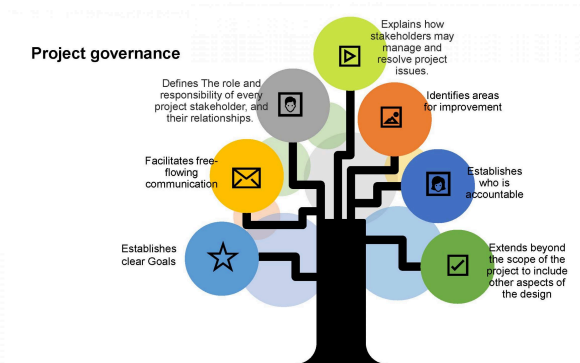 Project governance
Explains how
stakeholders may
manage and
resolve project
issues.
Defines The role and
responsibility of every
project stakeholder, and
their relationships.
Identifies areas
for improvement
Facilitates free-
flowing
communication
Establishes
who is
accountable
Establishes
clear Goals
Extends beyond
the scope of the
project to include
other aspects of
the design